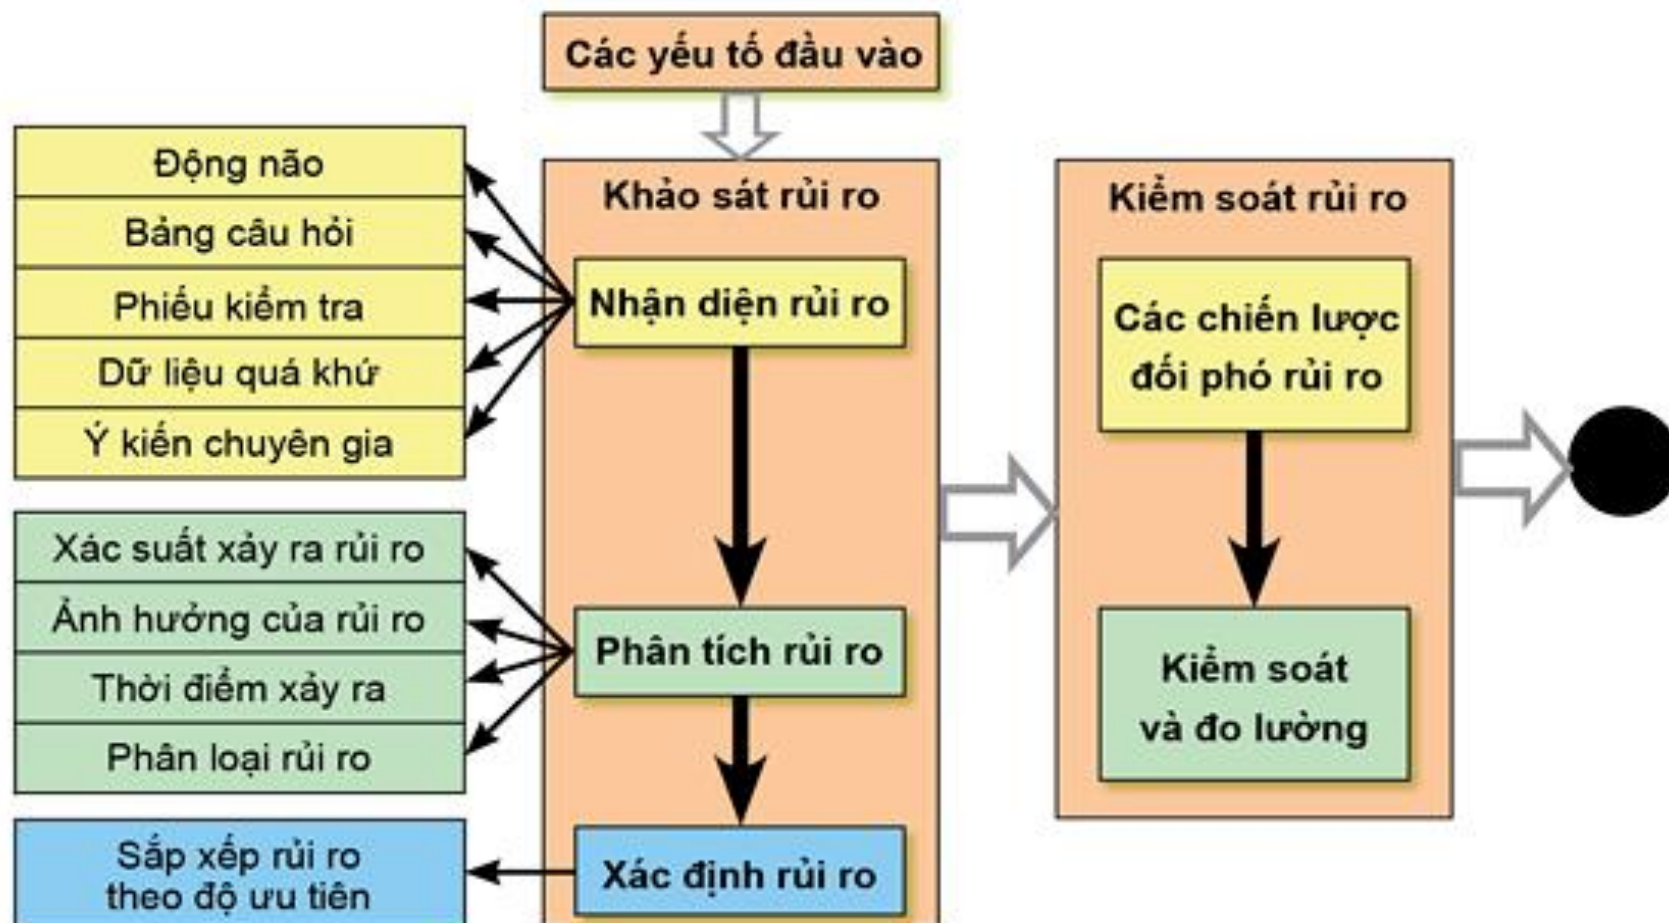 Các yếu tố đầu vào
Động não
Bảng câu hỏi
Phiếu kiểm tra
Dữ liệu quá khứ
Ý kiến chuyên gia
Xác suất xảy ra rủi ro
Ảnh hưởng của rủi ro
Thời điểm xảy ra
Phân loại rủi ro
Sắp xếp rủi ro
theo độ ưu tiên
Khảo sát rủi ro
Nhận diện rủi ro
Phân tích rủi ro
Xác định rủi ro
Kiểm soát rủi ro
Các chiến lược
đối phó rủi ro
Kiểm soát
và đo lường